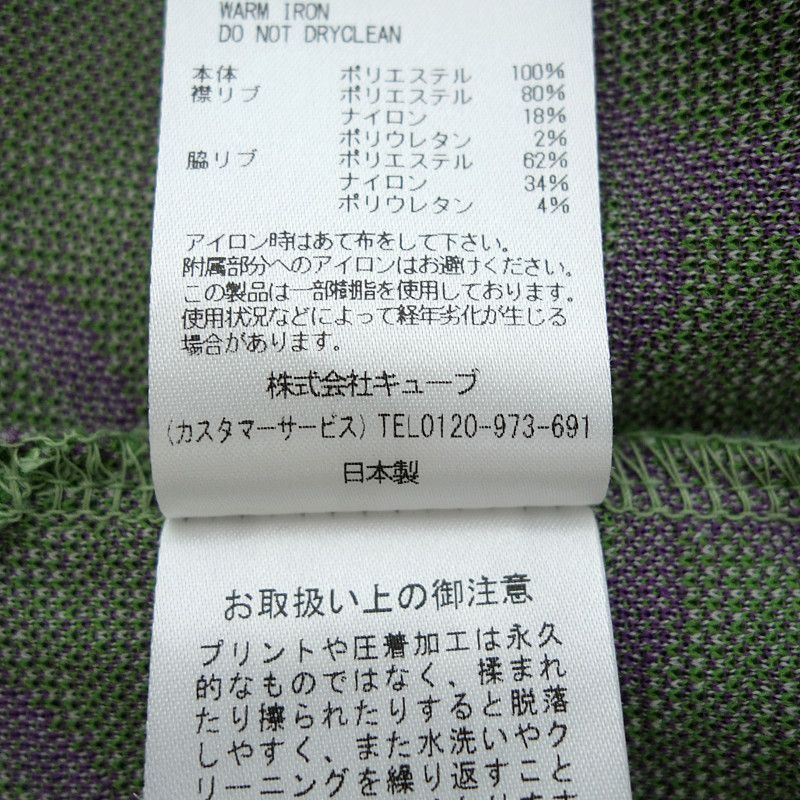 WARM IRON
DO NOT DRYCLEAN
本体 ポリエステル 100%
襟リブ ポリエステル 80%
ナイロン 18%
ポリウレタン 2%
脇リブ ポリエステル 62%
ナイロン 34%
ポリウレタン 4%
アイロン時はあて布をして下さい。
附属部分へのアイロンはお避けください。
この製品は一部樹脂を使用しております。
使用状況などによって経年劣化が生じる
場合があります。
株式会社キューブ
(カスタマーサービス) TEL0120-973-691
日本製
お取扱い上の御注意
プリントや圧着加工は永久
的なものではなく、揉まれ
たり擦られたりすると脱落
しやすく、また水洗いやク
リーニングを繰り返すこと